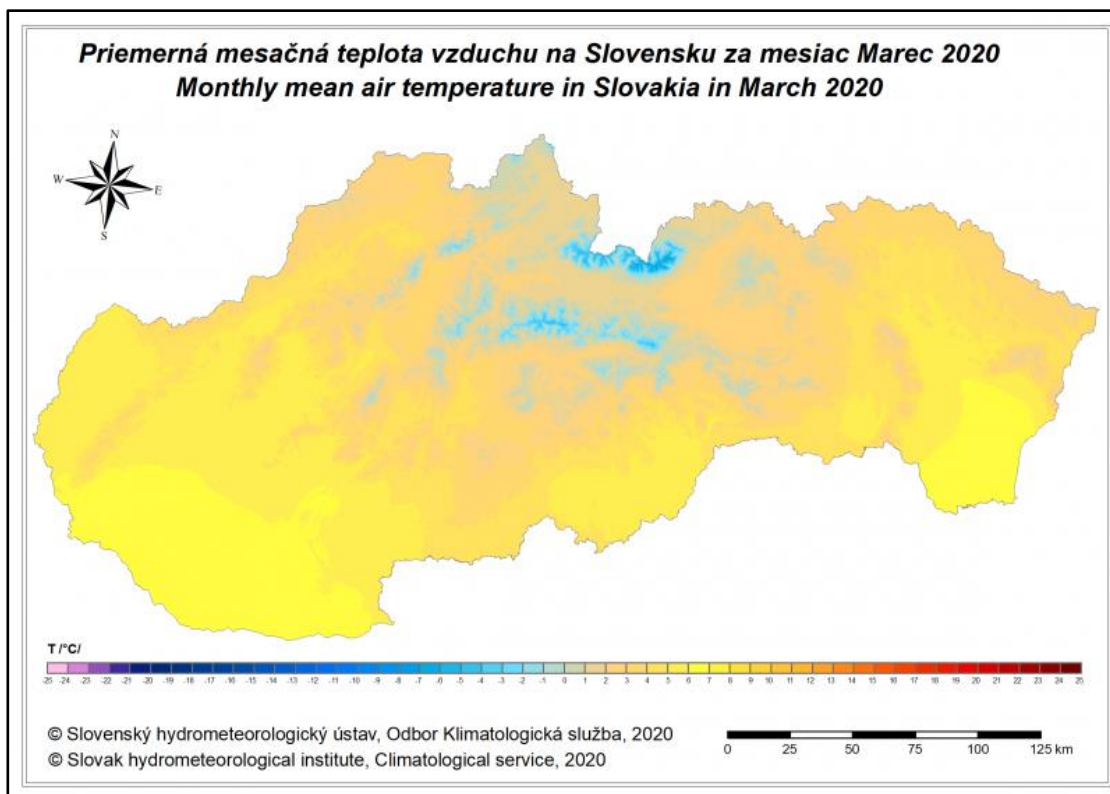 Priemerná mesačná teplota vzduchu na Slovensku za mesiac Marec 2020
Monthly mean air temperature in Slovakia in March 2020
N
W E
S
T /°C/
-25 -24 -23 -22 -21 -20 -19 -18 -17 -16 -15 -14 -13 -12 -11 -10 -9 -8 -7 -6 -5 -4 -3 -2 -1 0 1 2 3 4 5 6 7 8 9 10 11 12 13 14 15 16 17 18 19 20 21 22 23 24 25
© Slovenský hydrometeorologický ústav, Odbor Klimatologická služba, 2020
© Slovak hydrometeorological institute, Climatological service, 2020
0 25 50 75 100 125 km